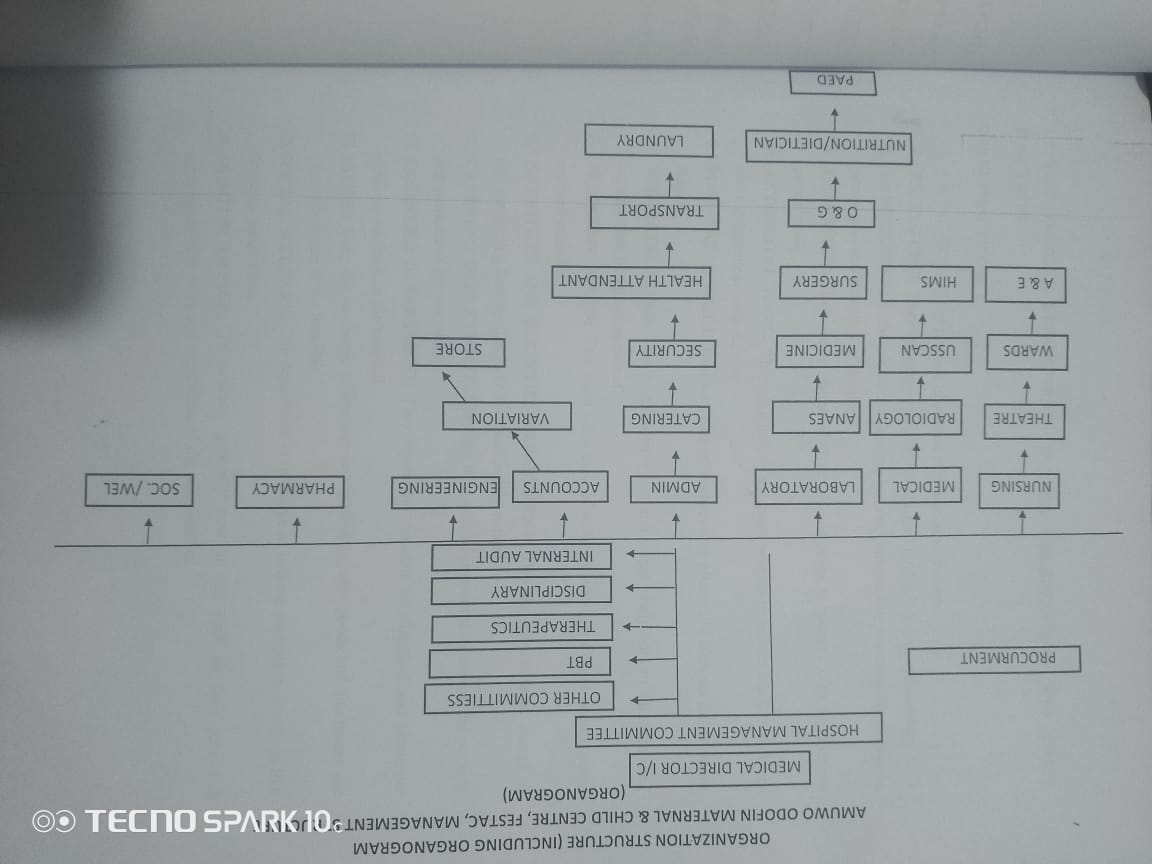 ORGANIZATION STRUCTURE (INCLUDING ORGANOGRAM
AMUWO ODOFIN MATERNAL & CHILD CENTRE, FESTAC, MANAGEMENT
(ORGANOGRAM)
MEDICAL DIRECTOR I/C
HOSPITAL MANAGEMENT COMMITTEE
OTHER COMMITTIESS
PROCURMENT
PBT
THERAPEUTICS
DISCIPLINARY
INTERNAL AUDIT
NURSING
MEDICAL
LABORATORY
ADMIN
ACCOUNTS
ENGINEERING
PHARMACY
SOC. / WEL
THEATRE
RADIOLOGY
ANAES
CATERING
VARIATION
WARDS
USSCAN
MEDICINE
SECURITY
STORE
A & E
HIMS
SURGERY
HEALTH ATTENDANT
O & G
TRANSPORT
NUTRITION/DIETICIAN
LAUNDRY
PAED
TECNO SPARK 10c